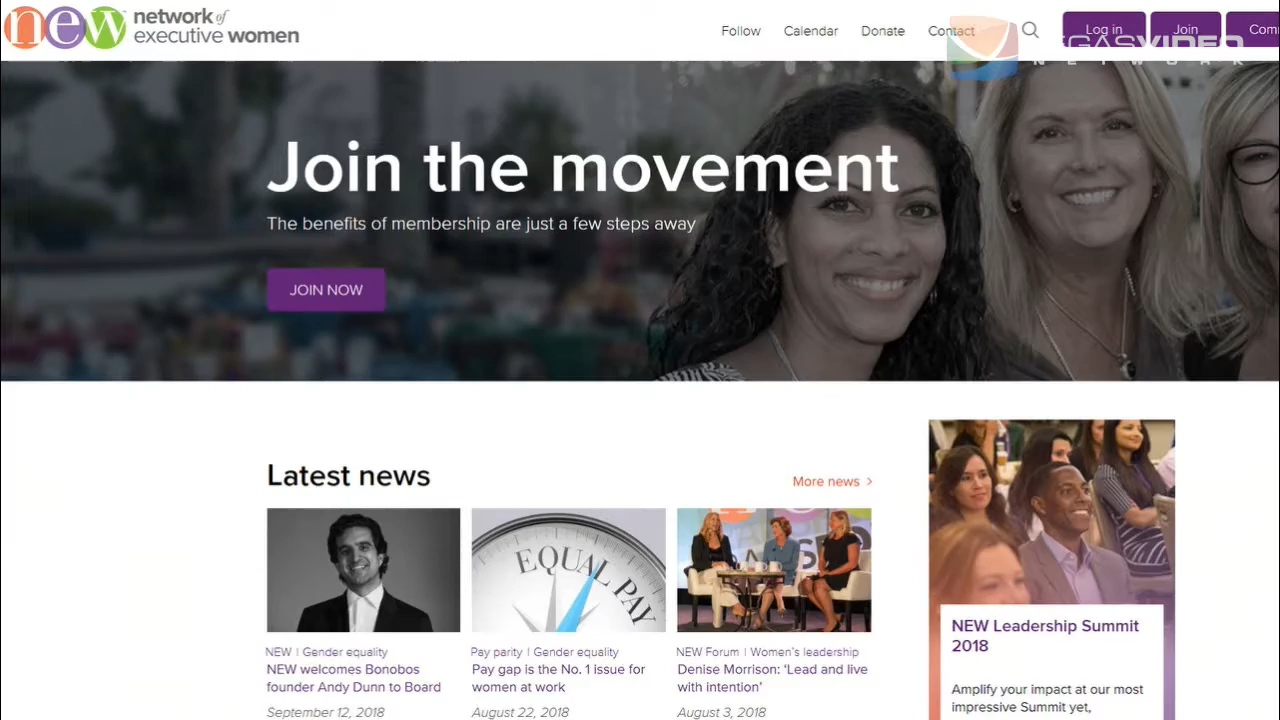 new network of
executive women
Follow Calendar Donate Contact Log in Join
VEGASVIDEO
NETWORK
Join the movement
The benefits of membership are just a few steps away
JOIN NOW
Latest news
More news >
EQUAL PAY
NEW | Gender equality
NEW welcomes Bonobos
founder Andy Dunn to Board
September 12, 2018
Pay parity | Gender equality
Pay gap is the No. 1 issue for
women at work
August 22, 2018
NEW Forum | Women's leadership
Denise Morrison: 'Lead and live
with intention'
August 3, 2018
NEW Leadership Summit
2018
Amplify your impact at our most
impressive Summit yet,